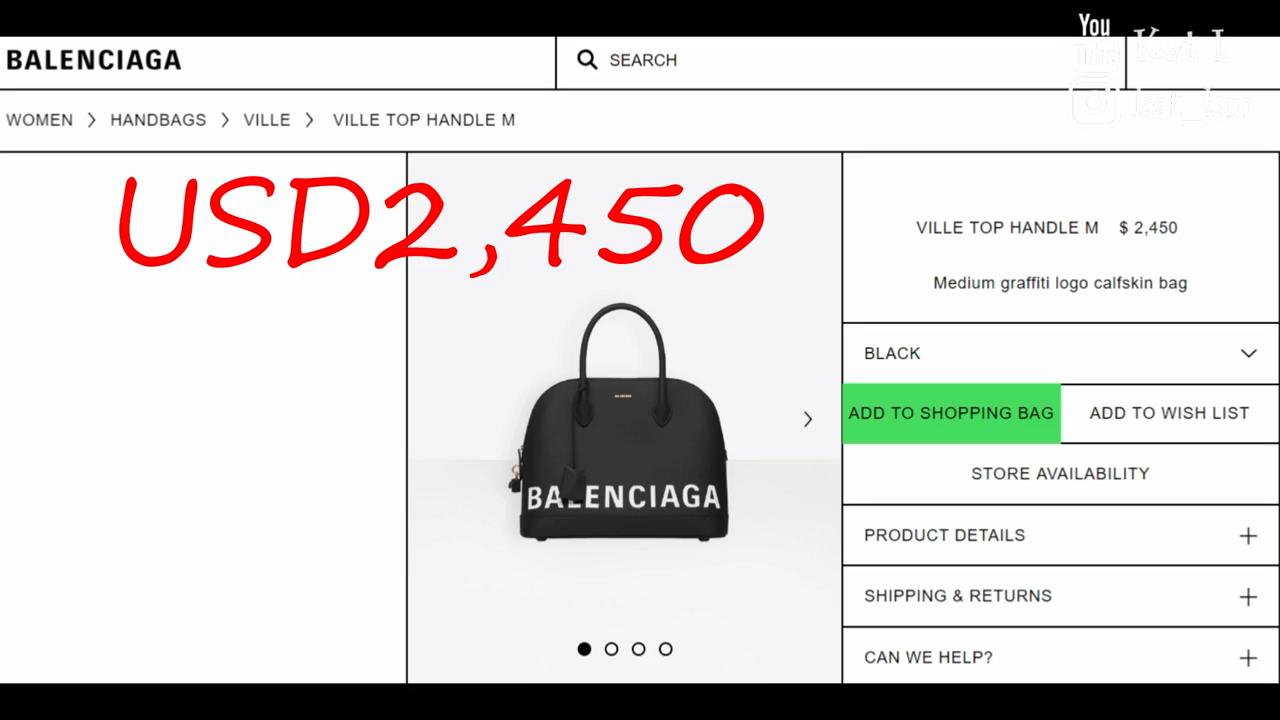 You
Tube
BALENCIAGA
SEARCH
WOMEN
HANDBAGS
VILLE
VILLE TOP HANDLE M
USD2,450
VILLE TOP HANDLE M $ 2,450
Medium graffiti logo calfskin bag
BLACK
ADD TO SHOPPING BAG
ADD TO WISH LIST
BALENCIAGA
STORE AVAILABILITY
PRODUCT DETAILS
SHIPPING & RETURNS
CAN WE HELP?